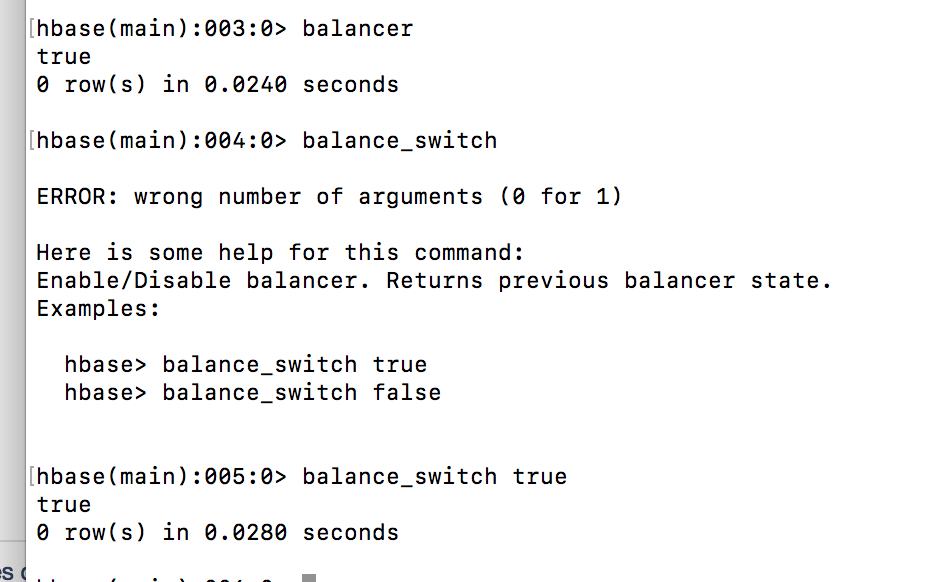 [hbase(main):003:0> balancer
true
0 row(s) in 0.0240 seconds
[hbase(main):004:0> balance_switch
ERROR: wrong number of arguments (0 for 1)
Here is some help for this command:
Enable/Disable balancer. Returns previous balancer state.
Examples:
hbase> balance_switch true
hbase> balance_switch false
[hbase(main):005:0> balance_switch true
true
0 row(s) in 0.0280 seconds